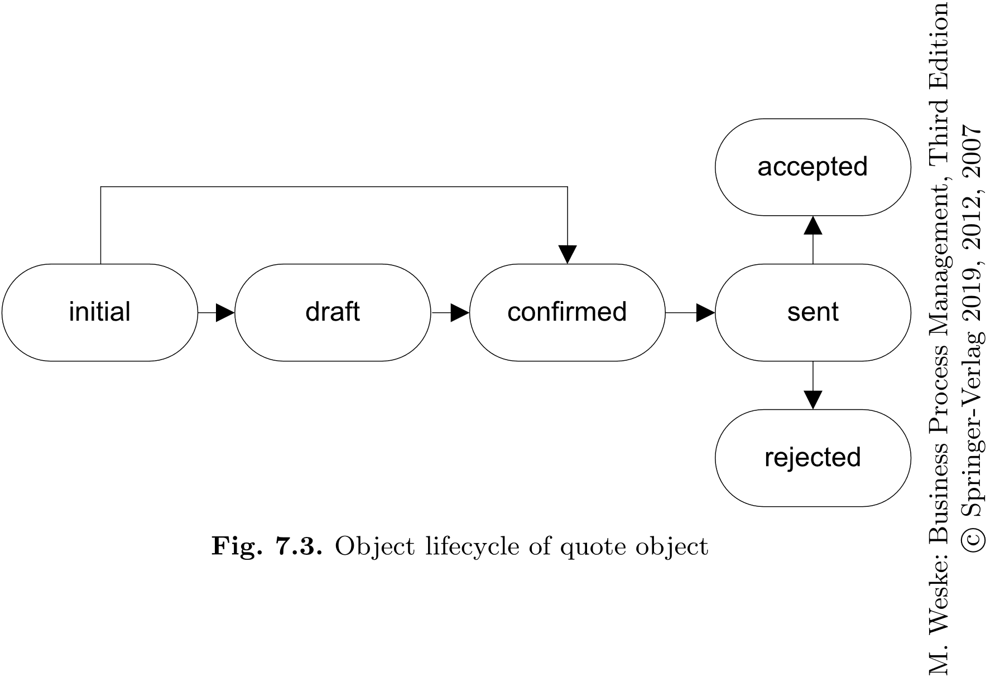 accepted
initial
draft
confirmed
sent
rejected
Fig. 7.3. Object lifecycle of quote object
M. Weske: Business Process Management, Third Edition
© Springer-Verlag 2019, 2012, 2007